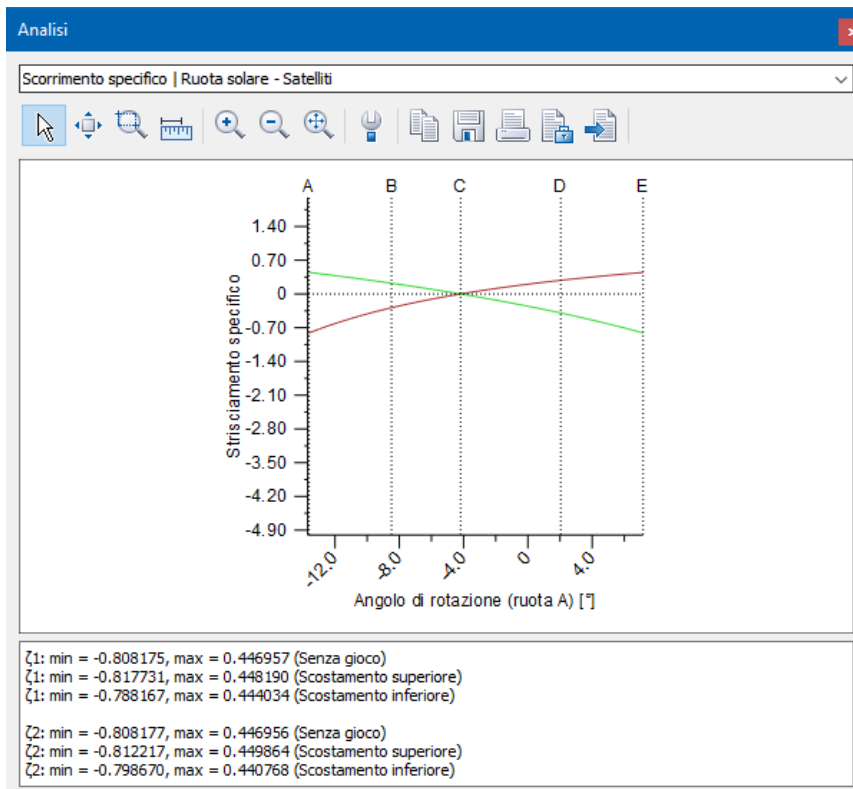 Analisi
Scorrimento specifico | Ruota solare - Satelliti
A B C D E
1.40
0.70
0
-0.70
-1.40
-2.10
-2.80
-3.50
-4.20
-4.90
Strisciamento specifico
-12.0 -8.0 -4.0 0 4.0
Angolo di rotazione (ruota A) [°]
ζ1: min = -0.808175, max = 0.446957 (Senza gioco)
ζ1: min = -0.817731, max = 0.448190 (Scostamento superiore)
ζ1: min = -0.788167, max = 0.444034 (Scostamento inferiore)
ζ2: min = -0.808177, max = 0.446956 (Senza gioco)
ζ2: min = -0.812217, max = 0.449864 (Scostamento superiore)
ζ2: min = -0.798670, max = 0.440768 (Scostamento inferiore)